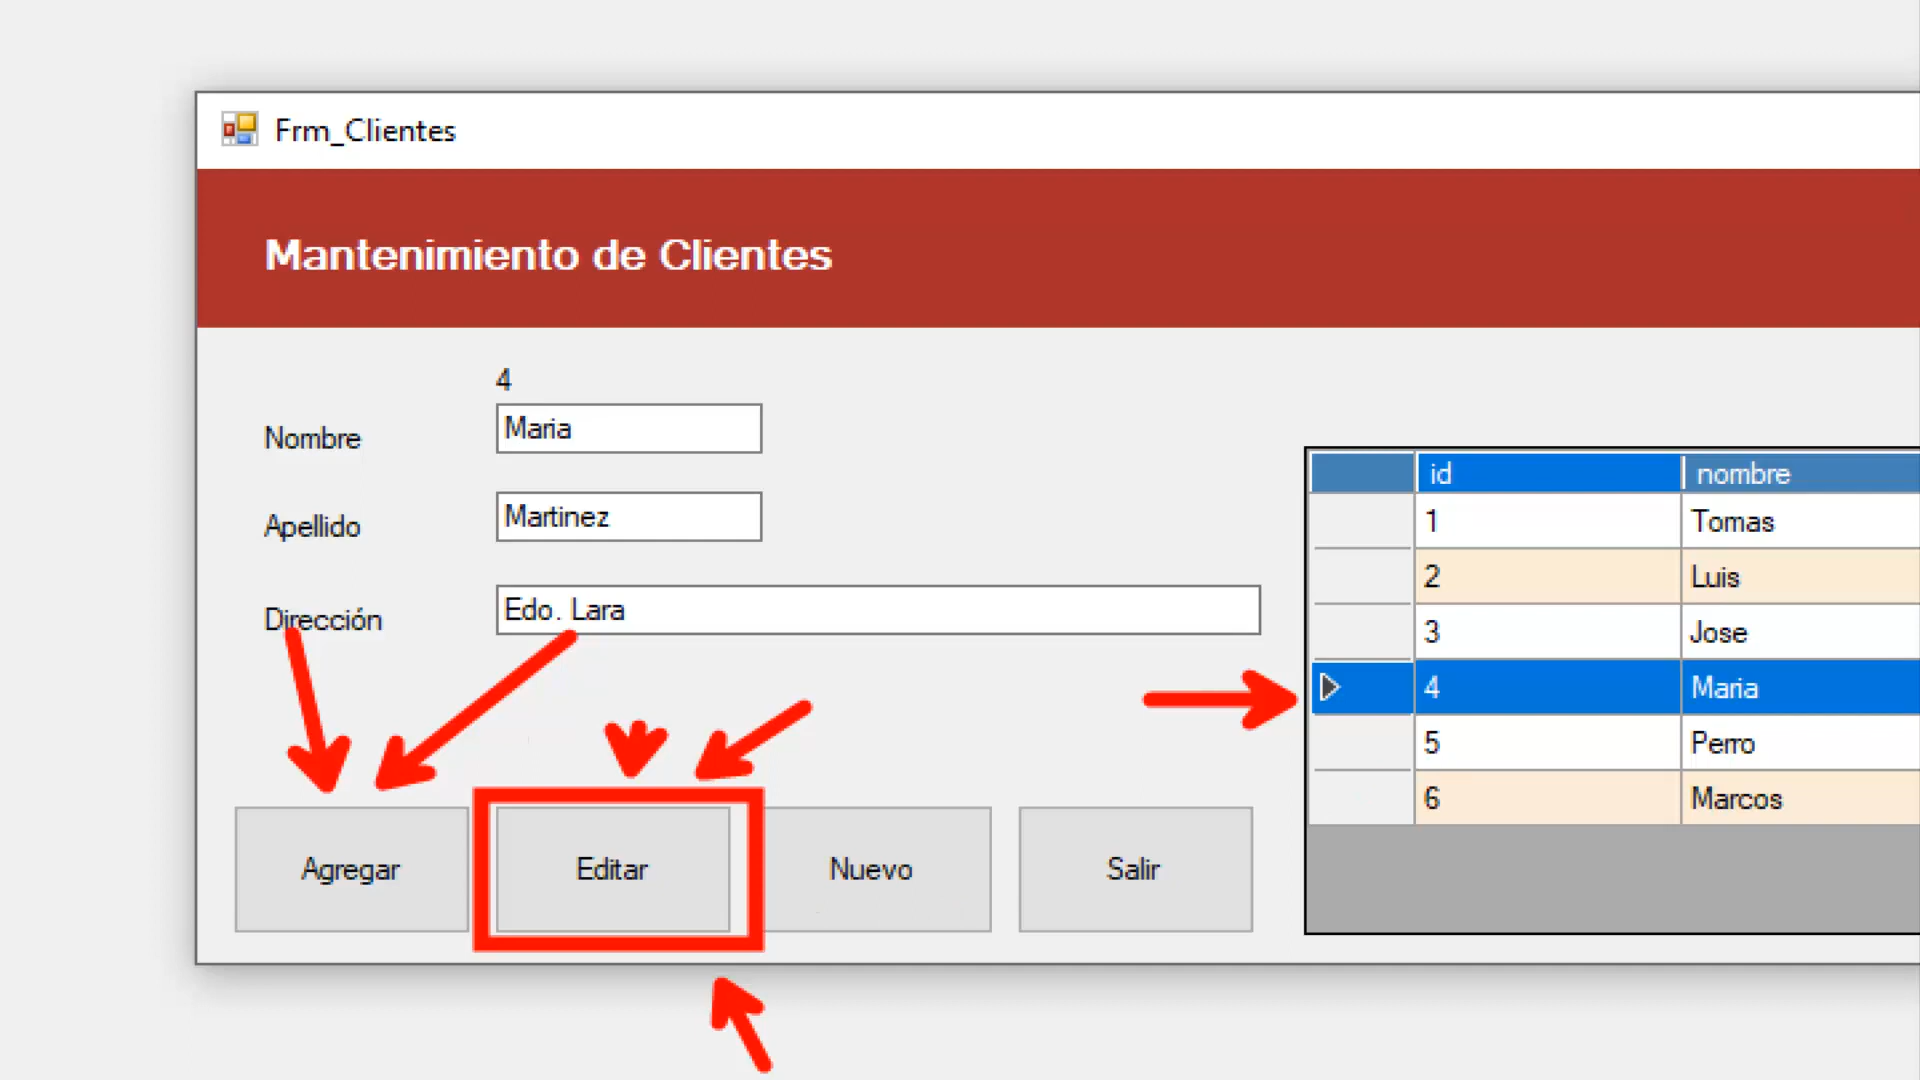 Frm_Clientes
Mantenimiento de Clientes
4
Nombre Maria
Apellido Martinez
Dirección Edo. Lara
Agregar Editar Nuevo Salir
id nombre
1 Tomas
2 Luis
3 Jose
4 Maria
5 Perro
6 Marcos